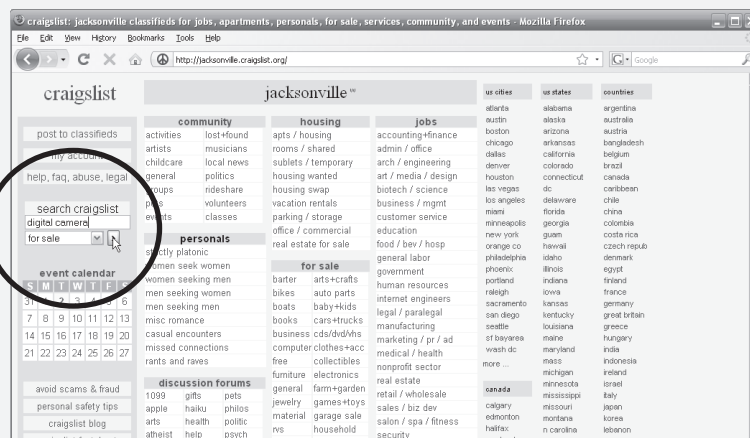 craigslist: jacksonville classifieds for jobs, apartments, personals, for sale, services, community, and events - Mozilla Firefox
File Edit View History Bookmarks Tools Help
http://jacksonville.craigslist.org/
G Google
craigslist
post to classifieds
my account
help, faq, abuse, legal
search craigslist
digital camera
for sale
event calendar
S M T W T F S
31 1 2 3 4 5 6
7 8 9 10 11 12 13
14 15 16 17 18 19 20
21 22 23 24 25 26 27
avoid scams & fraud
personal safety tips
craigslist blog
jacksonville w
community
activities lost+found
artists musicians
childcare local news
general politics
groups rideshare
pets volunteers
events classes
personals
strictly platonic
women seek women
women seeking men
men seeking women
men seeking men
misc romance
casual encounters
missed connections
rants and raves
discussion forums
1099 gifts pets
apple haiku philos
arts health politic
atheist help psych
housing
apts / housing
rooms / shared
sublets / temporary
housing wanted
housing swap
vacation rentals
parking / storage
office / commercial
real estate for sale
for sale
barter arts+crafts
bikes auto parts
boats baby+kids
books cars+trucks
business cds/dvd/vhs
computer clothes+acc
free collectibles
furniture electronics
general farm+garden
jewelry games+toys
material garage sale
rvs household
jobs
accounting+finance
admin / office
arch / engineering
art / media / design
biotech / science
business / mgmt
customer service
education
food / bev / hosp
general labor
government
human resources
internet engineers
legal / paralegal
manufacturing
marketing / pr / ad
medical / health
nonprofit sector
real estate
retail / wholesale
sales / biz dev
salon / spa / fitness
security
us cities
atlanta
austin
boston
chicago
dallas
denver
houston
las vegas
los angeles
miami
minneapolis
new york
orange co
philadelphia
phoenix
portland
raleigh
sacramento
san diego
seattle
sf bayarea
wash dc
more ...
canada
calgary
edmonton
halifax
us states
alabama
alaska
arizona
arkansas
california
colorado
connecticut
dc
delaware
florida
georgia
guam
hawaii
idaho
illinois
indiana
iowa
kansas
kentucky
louisiana
maine
maryland
mass
michigan
minnesota
mississippi
missouri
montana
n carolina
countries
argentina
australia
austria
bangladesh
belgium
brazil
canada
caribbean
chile
china
colombia
costa rica
czech repub
denmark
egypt
finland
france
germany
great britain
greece
hungary
india
indonesia
ireland
israel
italy
japan
korea
lebanon